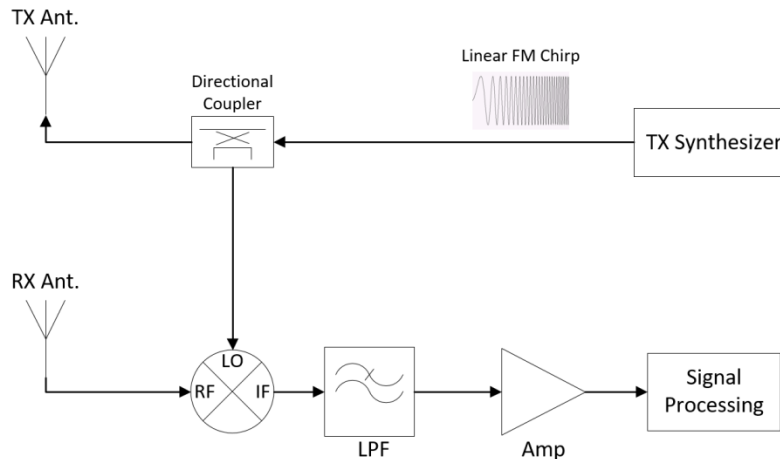 TX Ant.
Linear FM Chirp
Directional
Coupler
TX Synthesizer
RX Ant.
LO
RF
IF
Signal
Processing
LPF
Amp